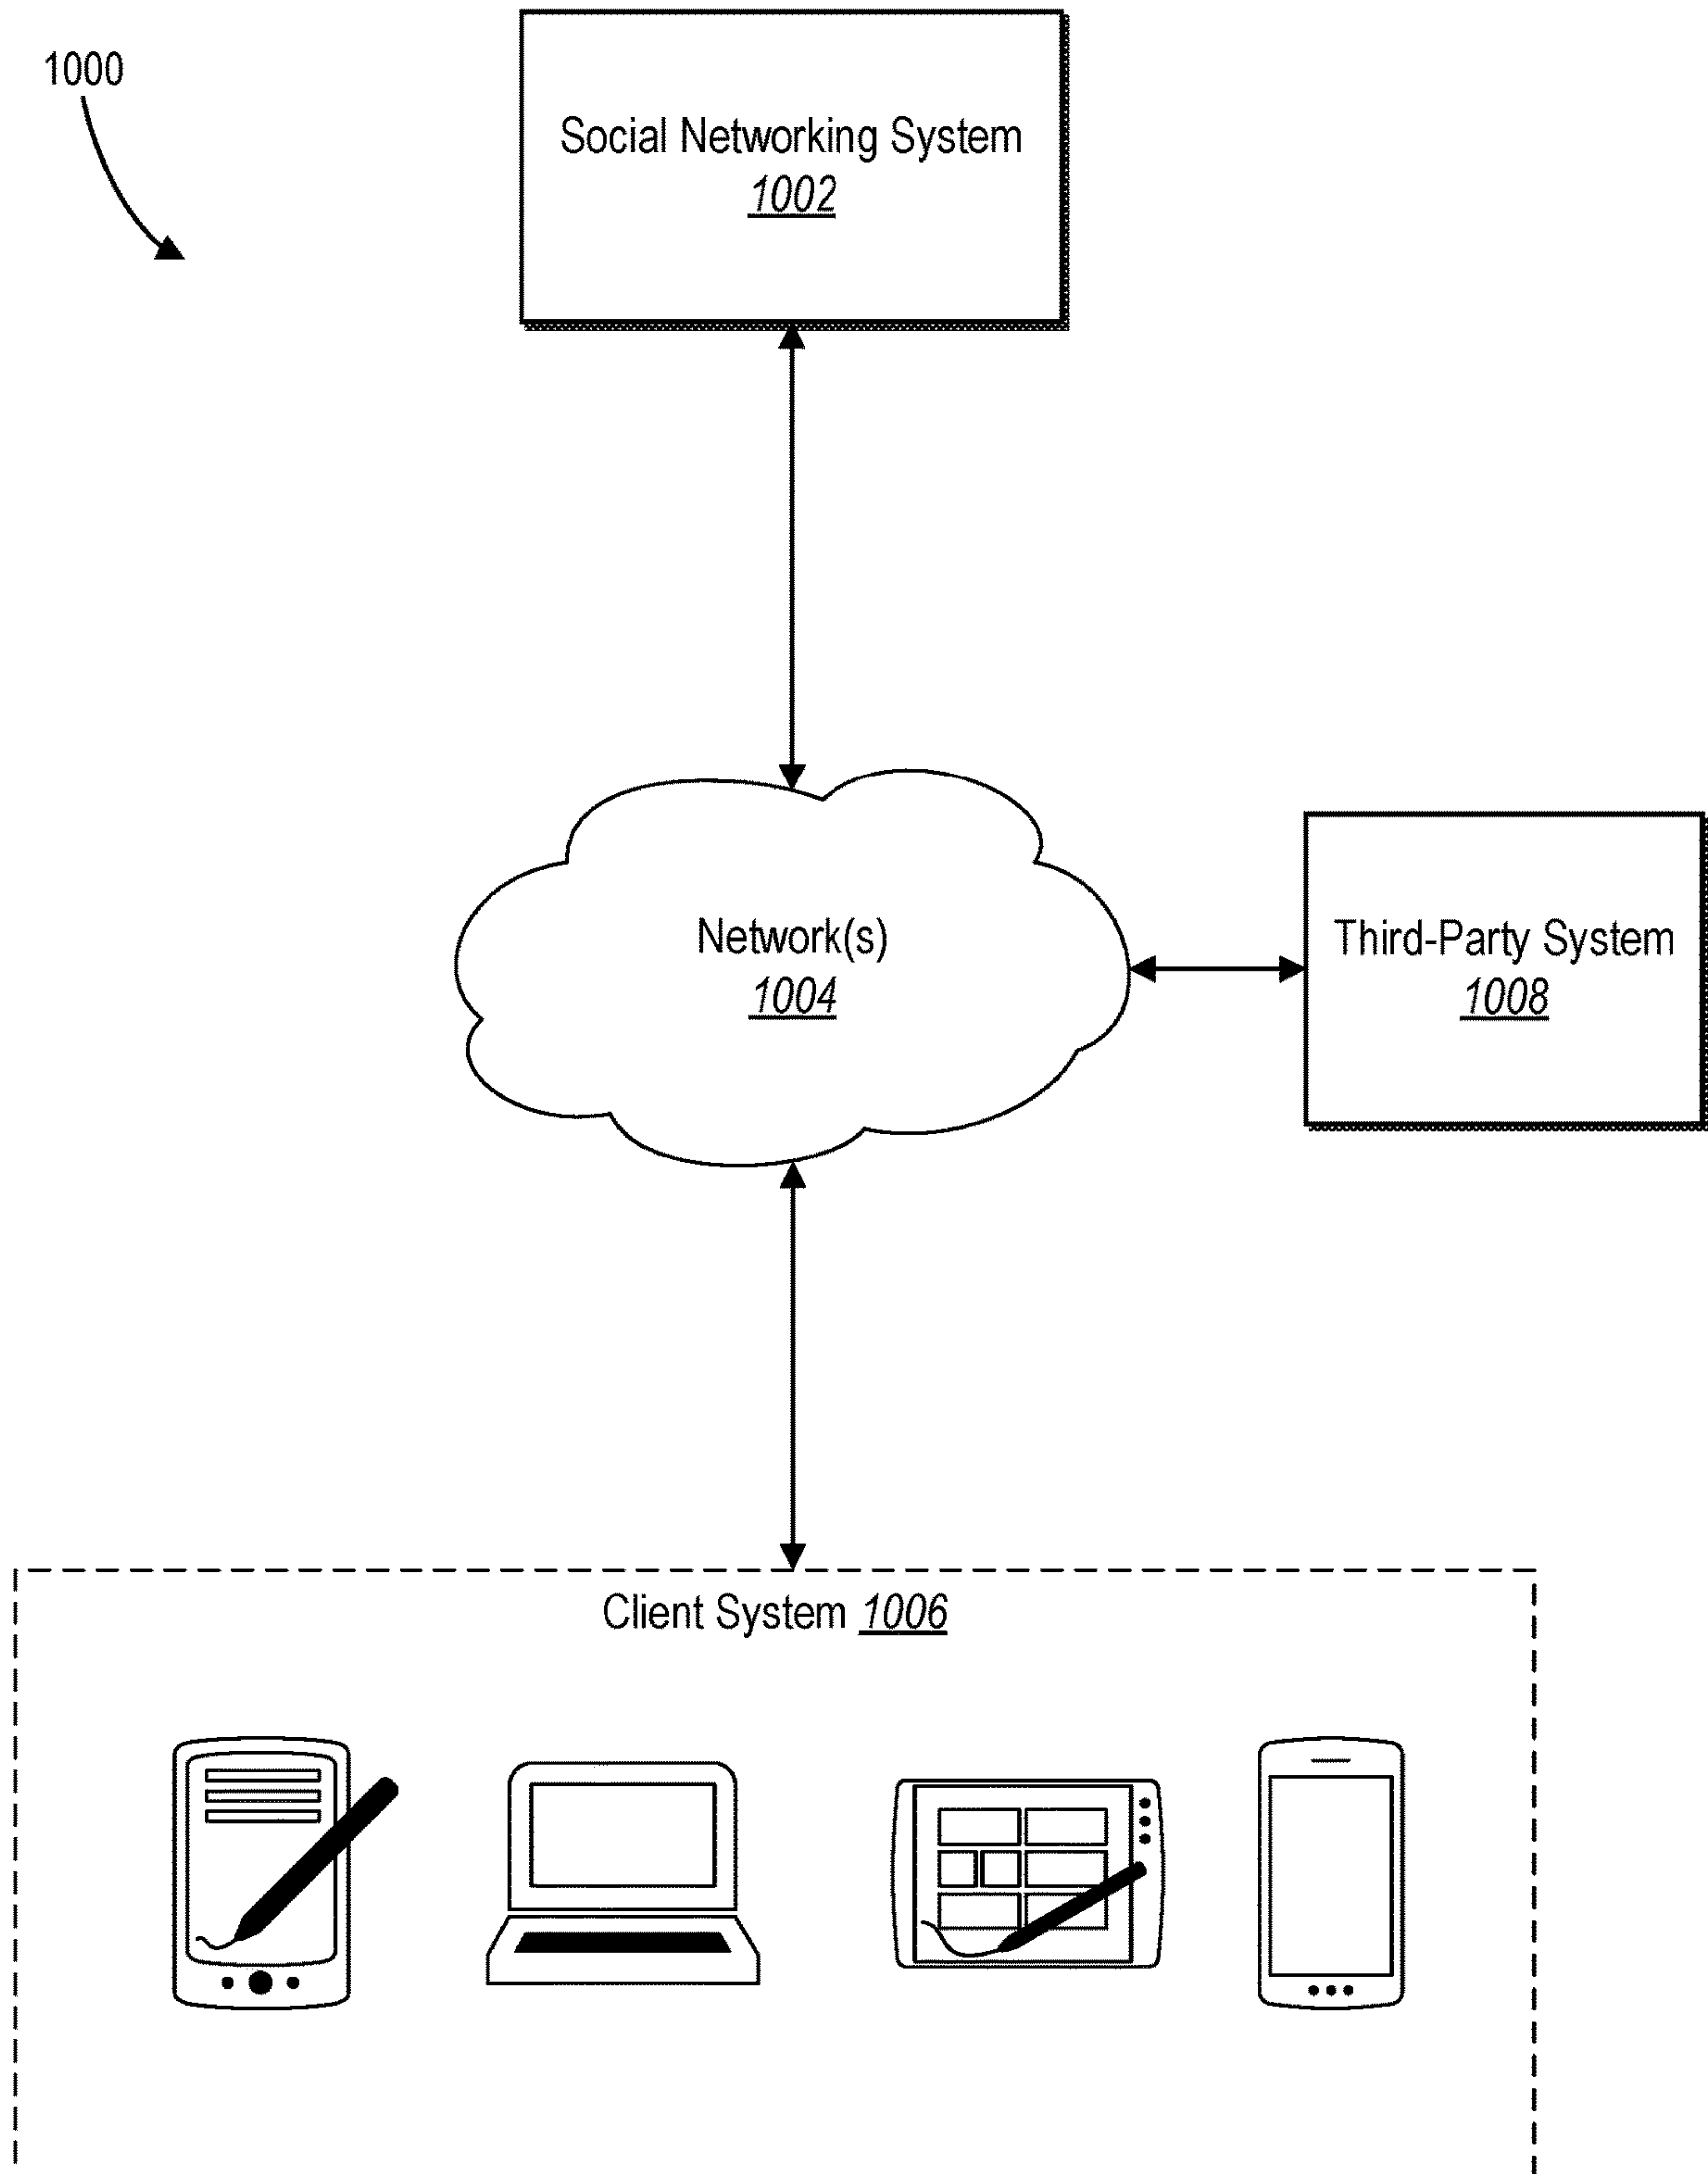 1000
Social Networking System
1002
Network(s)
1004
Third-Party System
1008
Client System 1006